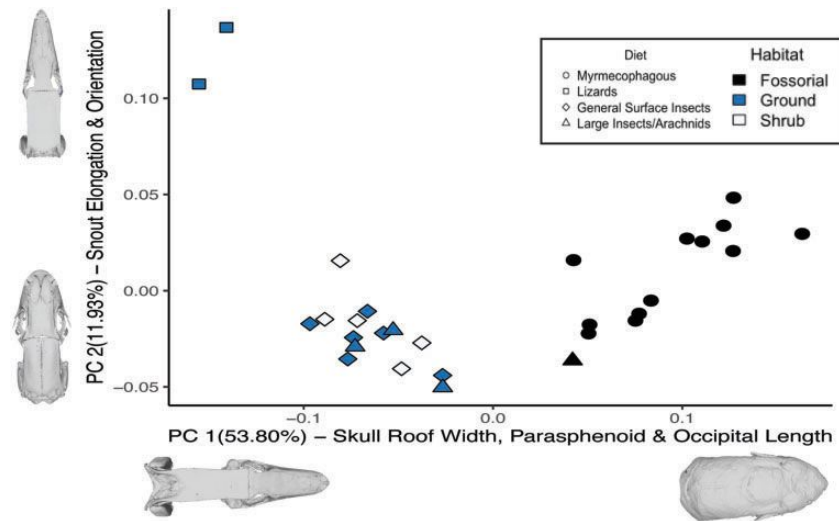 0.10
0.05
0.00
−0.05
PC 2(11.93%) – Snout Elongation & Orientation
Diet
Myrmecophagous
Lizards
General Surface Insects
Large Insects/Arachnids
Habitat
Fossorial
Ground
Shrub
−0.1
0.0
0.1
PC 1(53.80%) – Skull Roof Width, Parasphenoid & Occipital Length